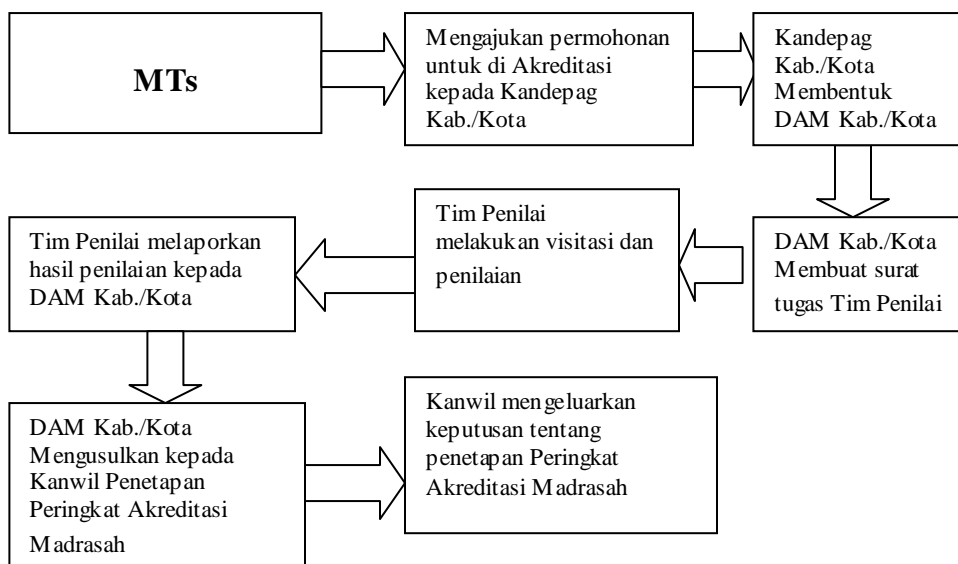 MTs
Mengajukan permohonan
untuk di Akreditasi
kepada Kandepag
Kab./Kota
Kandepag
Kab./Kota
Membentuk
DAM Kab./Kota
DAM Kab./Kota
Membuat surat
tugas Tim Penilai
Tim Penilai
melakukan visitasi dan
penilaian
Tim Penilai melaporkan
hasil penilaian kepada
DAM Kab./Kota
DAM Kab./Kota
Mengusulkan kepada
Kanwil Penetapan
Peringkat Akreditasi
Madrasah
Kanwil mengeluarkan
keputusan tentang
penetapan Peringkat
Akreditasi Madrasah